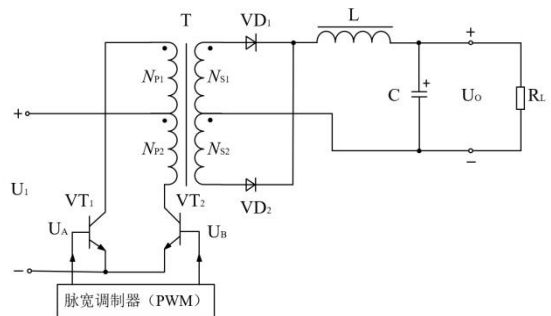 T VD1 L
+
NP1 NS1 C + UO RL
+
NP2 NS2
−
U1 VT1 VT2 VD2
UA UB
−
脉宽调制器（PWM）